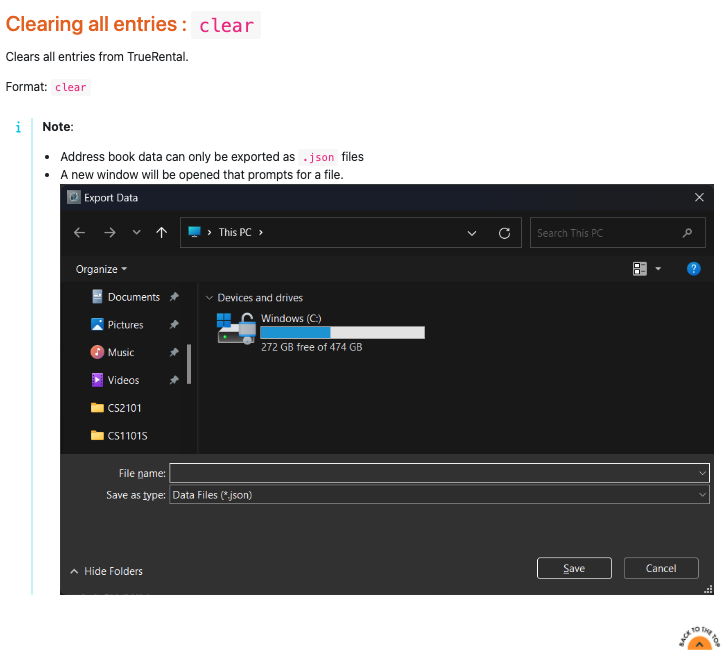 Clearing all entries : clear
Clears all entries from TrueRental.
Format: clear
i Note:
• Address book data can only be exported as .json files
• A new window will be opened that prompts for a file.
Export Data
This PC
Search This PC
Organize
?
Documents
Pictures
Music
Videos
CS2101
CS1101S
Devices and drives
Windows (C:)
272 GB free of 474 GB
File name:
Save as type: Data Files (*.json)
Hide Folders
Save
Cancel
BACK TO THE TOP